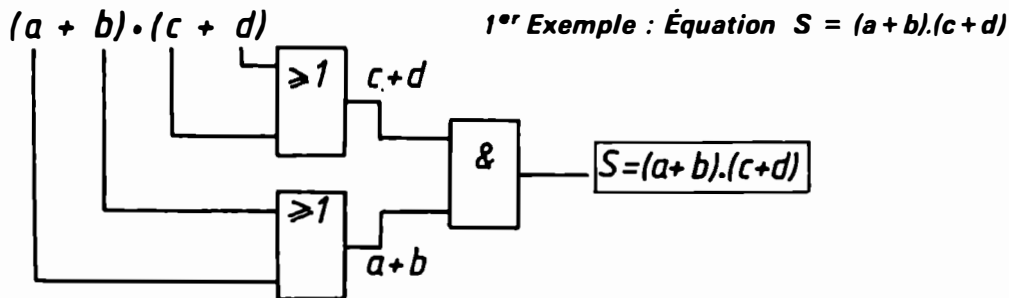 (a + b)•(c + d)
1er Exemple : Équation S = (a + b).(c + d)
⩾1
c+d
&
S=(a+b).(c+d)
⩾1
a+b